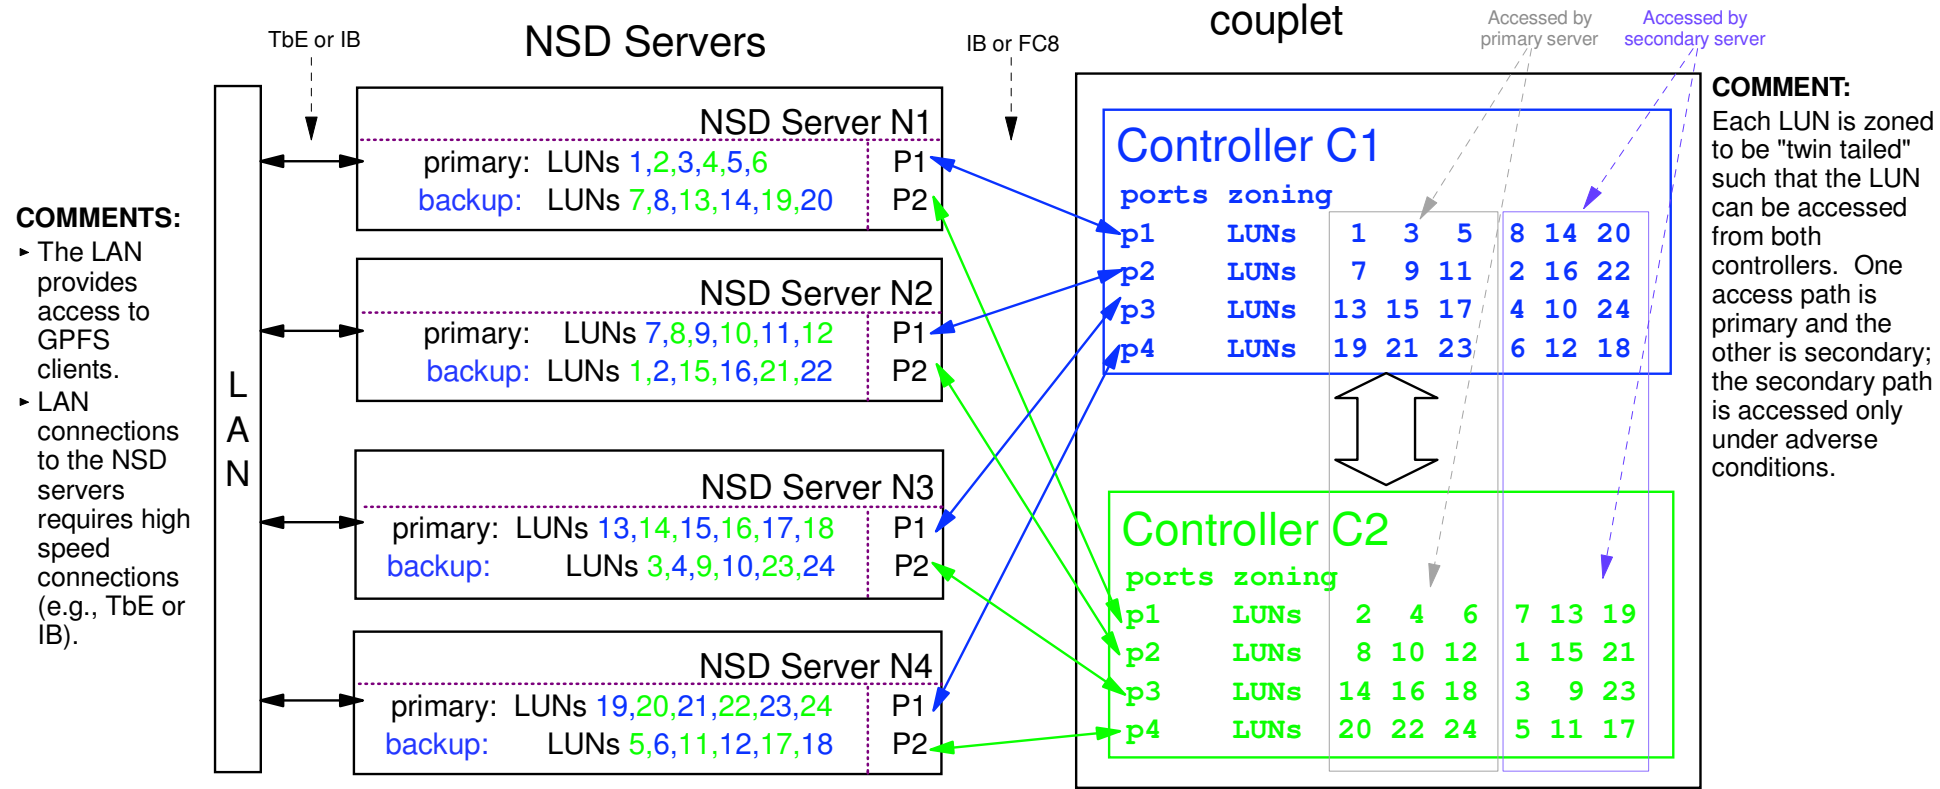 couplet
Accessed by
primary server
Accessed by
secondary server
TbE or IB
NSD Servers
IB or FC8
COMMENTS:
► The LAN
provides
access to
GPFS
clients.
► LAN
connections
to the NSD
servers
requires high
speed
connections
(e.g., TbE or
IB).
L
A
N
NSD Server N1
primary: LUNs 1,2,3,4,5,6 P1
backup: LUNs 7,8,13,14,19,20 P2
NSD Server N2
primary: LUNs 7,8,9,10,11,12 P1
backup: LUNs 1,2,15,16,21,22 P2
NSD Server N3
primary: LUNs 13,14,15,16,17,18 P1
backup: LUNs 3,4,9,10,23,24 P2
NSD Server N4
primary: LUNs 19,20,21,22,23,24 P1
backup: LUNs 5,6,11,12,17,18 P2
Controller C1
ports zoning
p1 LUNs 1 3 5 8 14 20
p2 LUNs 7 9 11 2 16 22
p3 LUNs 13 15 17 4 10 24
p4 LUNs 19 21 23 6 12 18
Controller C2
ports zoning
p1 LUNs 2 4 6 7 13 19
p2 LUNs 8 10 12 1 15 21
p3 LUNs 14 16 18 3 9 23
p4 LUNs 20 22 24 5 11 17
COMMENT:
Each LUN is zoned
to be "twin tailed"
such that the LUN
can be accessed
from both
controllers. One
access path is
primary and the
other is secondary;
the secondary path
is accessed only
under adverse
conditions.